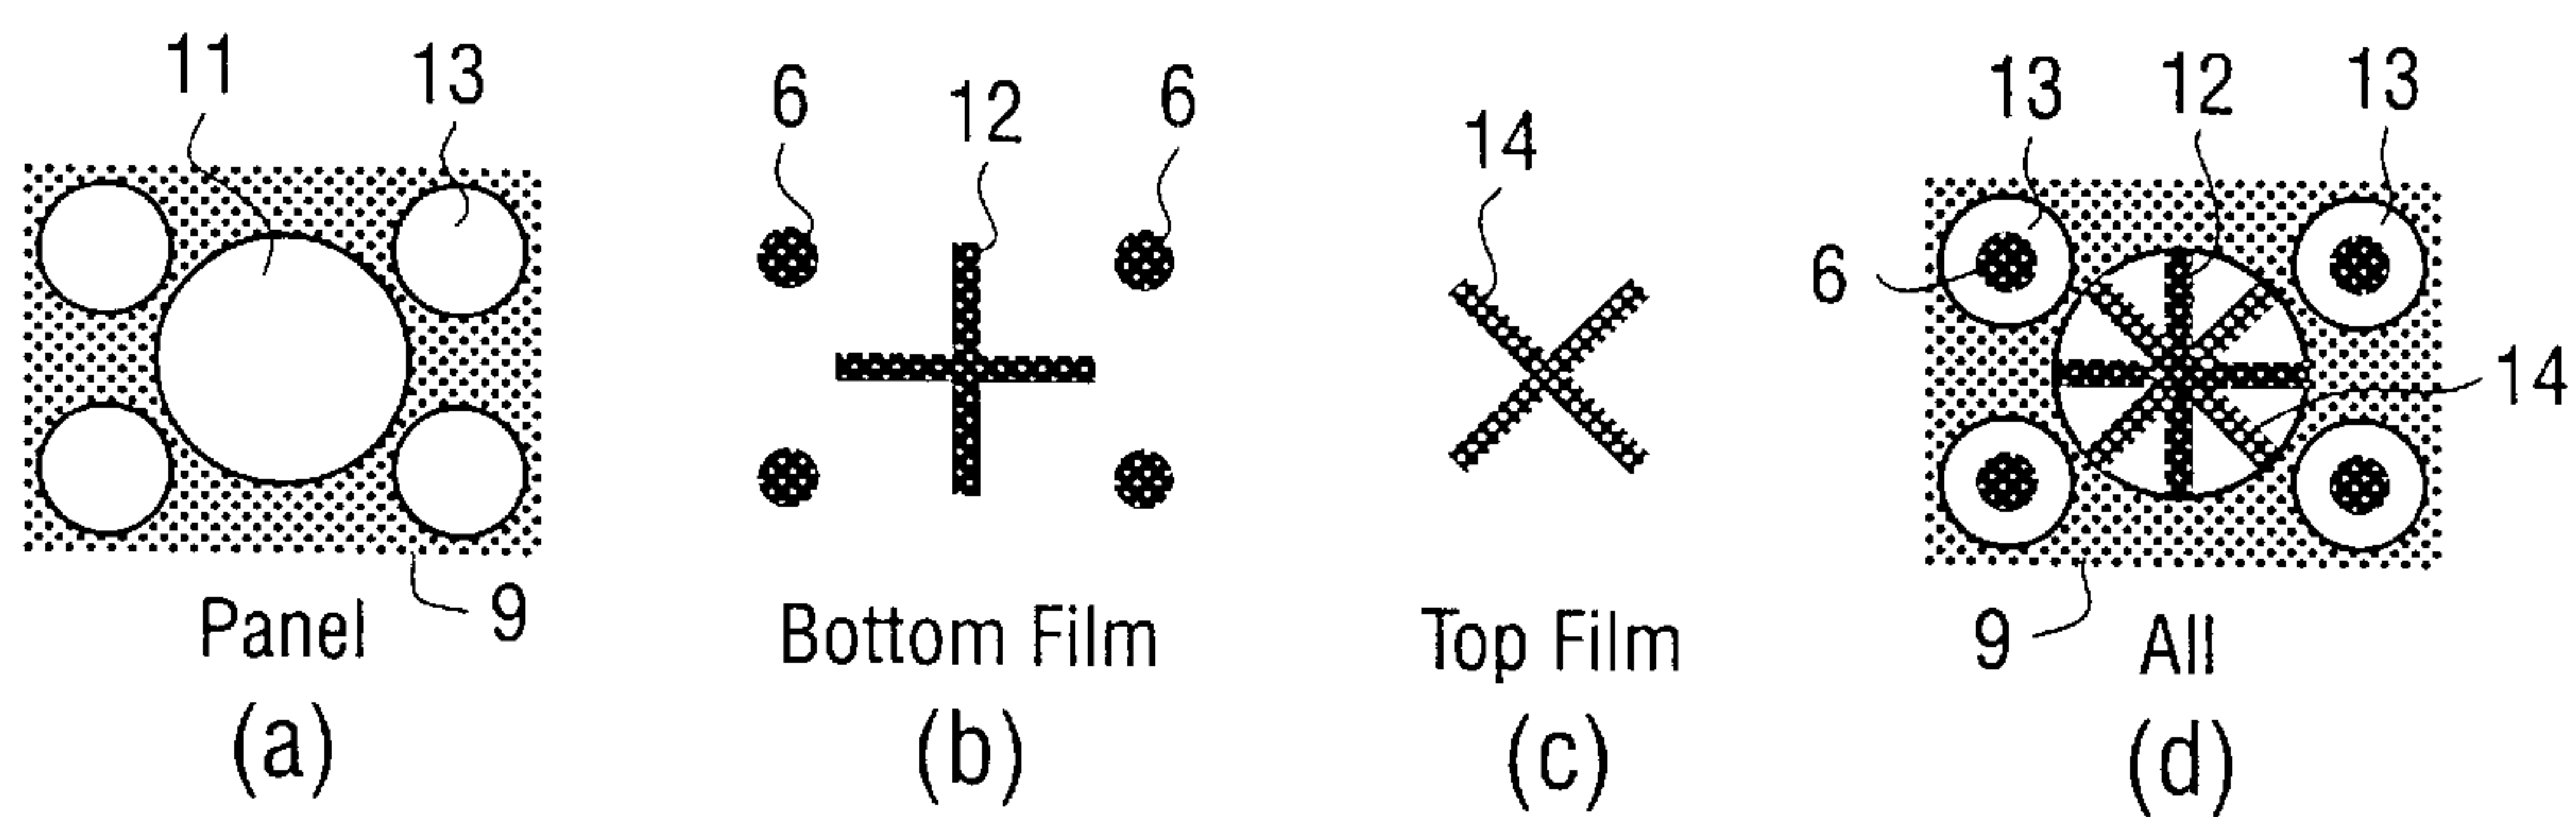 11 13
6 12 6
14
13 12 13
6
14
9
9
Panel
Bottom Film
Top Film
All
(a)
(b)
(c)
(d)